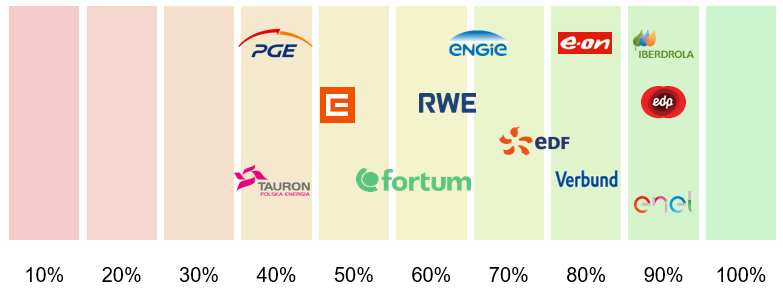 PGE
ENGIE
e·on
IBERDROLA
RWE
edp
eDF
TAURON
POLSKA ENERGIA
fortum
Verbund
enel
10% 20% 30% 40% 50% 60% 70% 80% 90% 100%